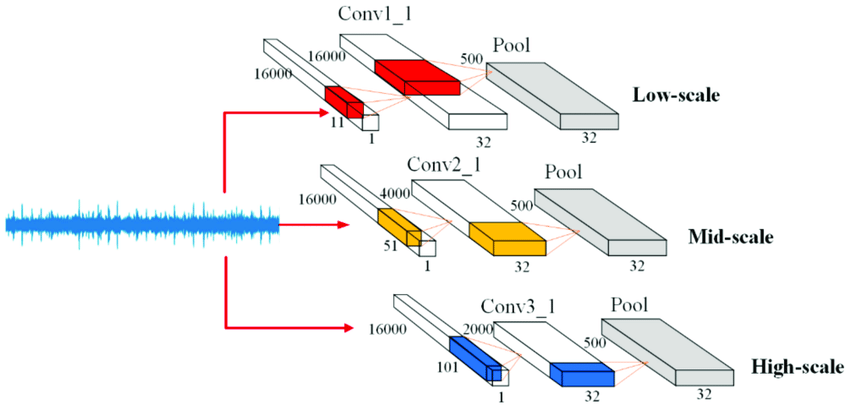 Conv1_1
16000
16000
11
1
32
500
Pool
32
Low-scale
Conv2_1
16000
4000
51
1
32
500
Pool
32
Mid-scale
Conv3_1
16000
2000
101
1
32
500
Pool
32
High-scale